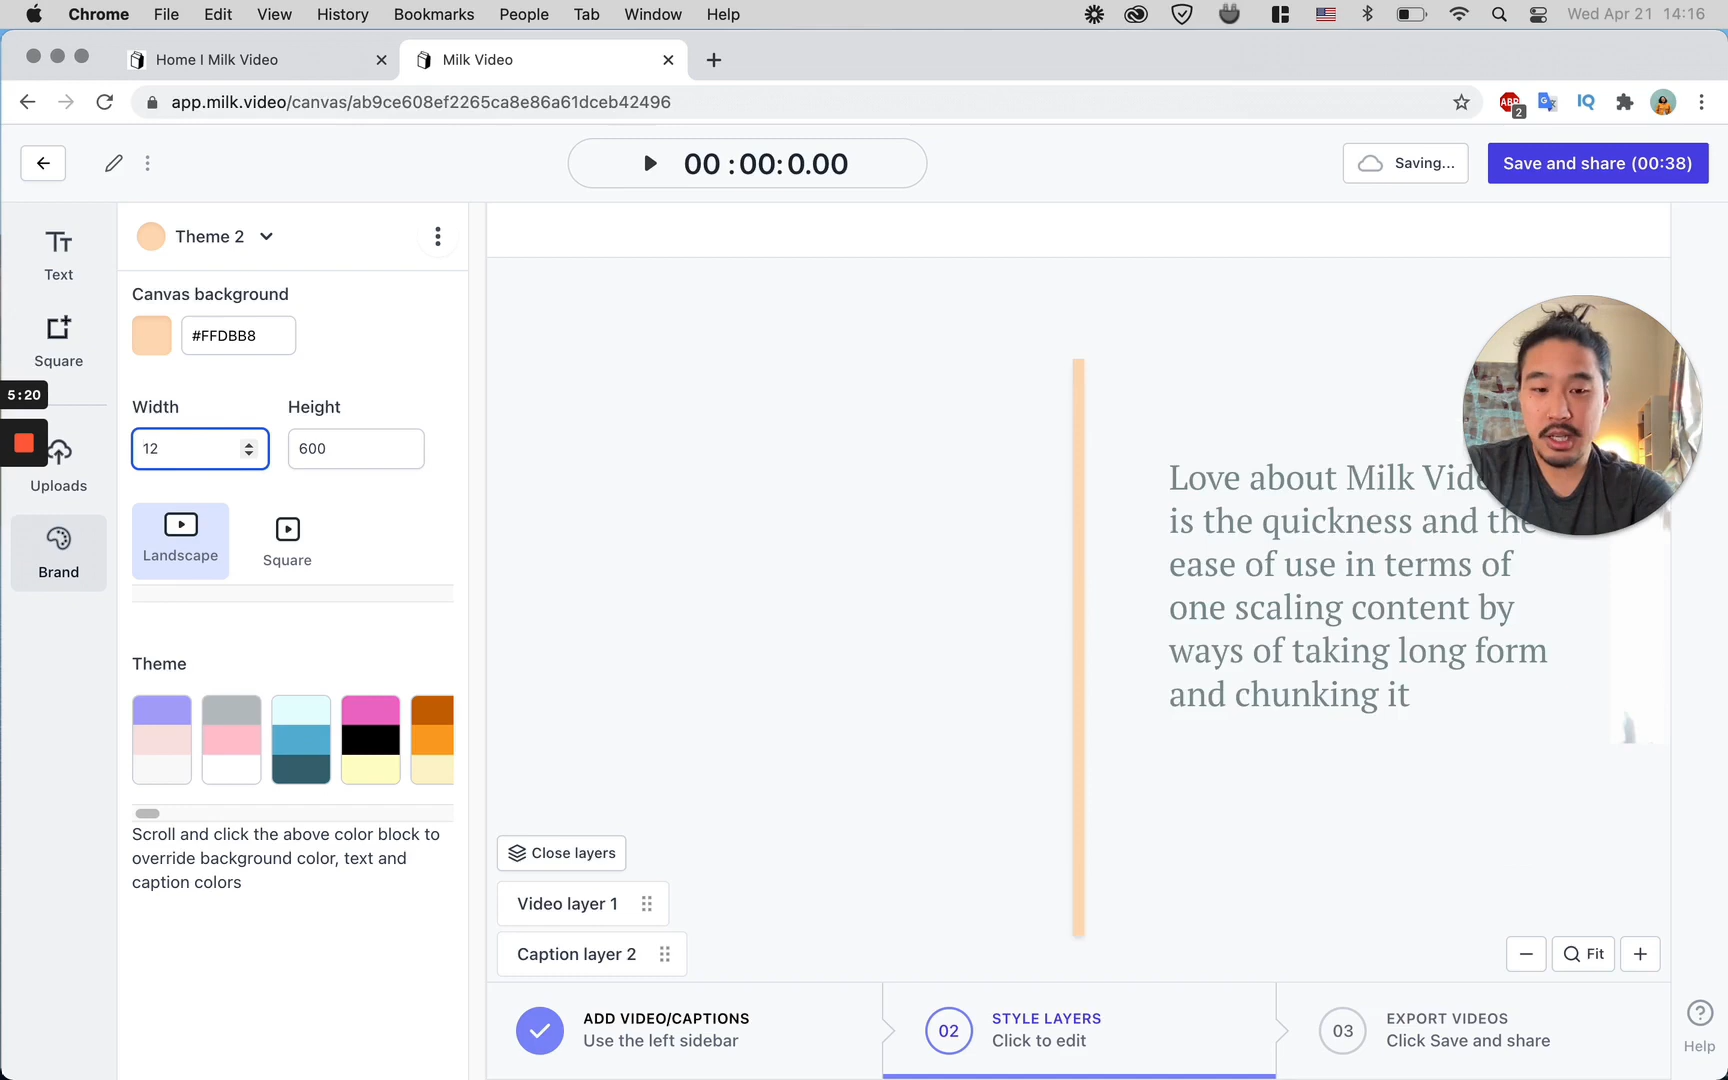 Chrome File Edit View History Bookmarks People Tab Window Help Wed Apr 21 14:16
Home I Milk Video Milk Video
app.milk.video/canvas/ab9ce608ef2265ca8e86a61dceb42496 ABP 2 G IQ
00 :00:0.00 Saving... Save and share (00:38)
Text
Square
5:20
Uploads
Brand
Theme 2
Canvas background
#FFDBB8
Width Height
12 600
Landscape Square
Theme
Scroll and click the above color block to
override background color, text and
caption colors
Love about Milk Vid
is the quickness and the
ease of use in terms of
one scaling content by
ways of taking long form
and chunking it
Close layers
Video layer 1
Caption layer 2
Fit
ADD VIDEO/CAPTIONS
Use the left sidebar
02 STYLE LAYERS
Click to edit
03 EXPORT VIDEOS
Click Save and share
Help